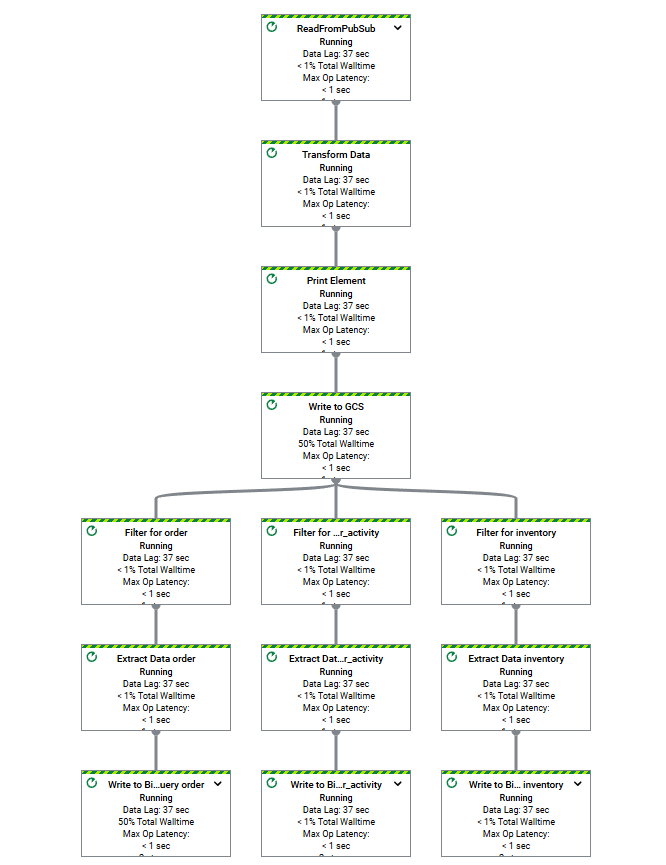 ReadFromPubSub
Running
Data Lag: 37 sec
< 1% Total Walltime
Max Op Latency:
< 1 sec
Transform Data
Running
Data Lag: 37 sec
< 1% Total Walltime
Max Op Latency:
< 1 sec
Print Element
Running
Data Lag: 37 sec
< 1% Total Walltime
Max Op Latency:
< 1 sec
Write to GCS
Running
Data Lag: 37 sec
50% Total Walltime
Max Op Latency:
< 1 sec
Filter for order
Running
Data Lag: 37 sec
< 1% Total Walltime
Max Op Latency:
< 1 sec
Filter for ...r_activity
Running
Data Lag: 37 sec
< 1% Total Walltime
Max Op Latency:
< 1 sec
Filter for inventory
Running
Data Lag: 37 sec
< 1% Total Walltime
Max Op Latency:
< 1 sec
Extract Data order
Running
Data Lag: 37 sec
< 1% Total Walltime
Max Op Latency:
< 1 sec
Extract Dat...r_activity
Running
Data Lag: 37 sec
< 1% Total Walltime
Max Op Latency:
< 1 sec
Extract Data inventory
Running
Data Lag: 37 sec
< 1% Total Walltime
Max Op Latency:
< 1 sec
Write to Bi...uery order
Running
Data Lag: 37 sec
50% Total Walltime
Max Op Latency:
< 1 sec
Write to Bi...r_activity
Running
Data Lag: 37 sec
< 1% Total Walltime
Max Op Latency:
< 1 sec
Write to Bi... inventory
Running
Data Lag: 37 sec
< 1% Total Walltime
Max Op Latency:
< 1 sec